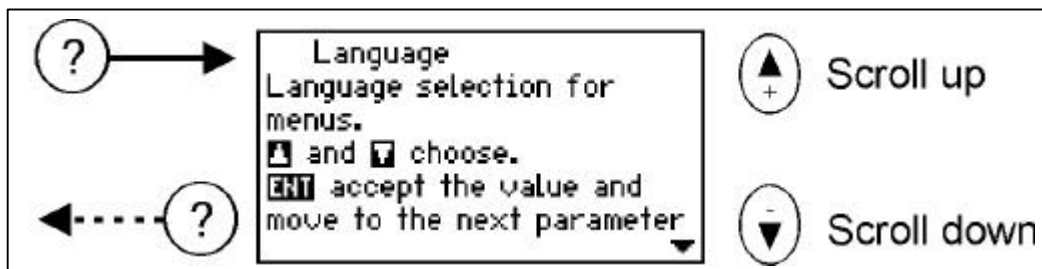 ?
Language
Language selection for
menus.
▲ and ▼ choose.
ENT accept the value and
move to the next parameter
?
+
Scroll up
-
Scroll down